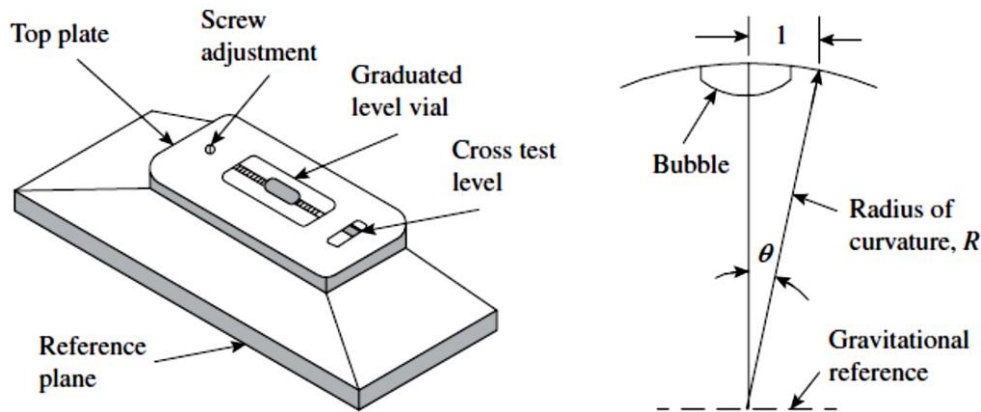 Top plate
Screw
adjustment
Graduated
level vial
Cross test
level
Reference
plane
1
Bubble
Radius of
curvature, R
θ
Gravitational
reference